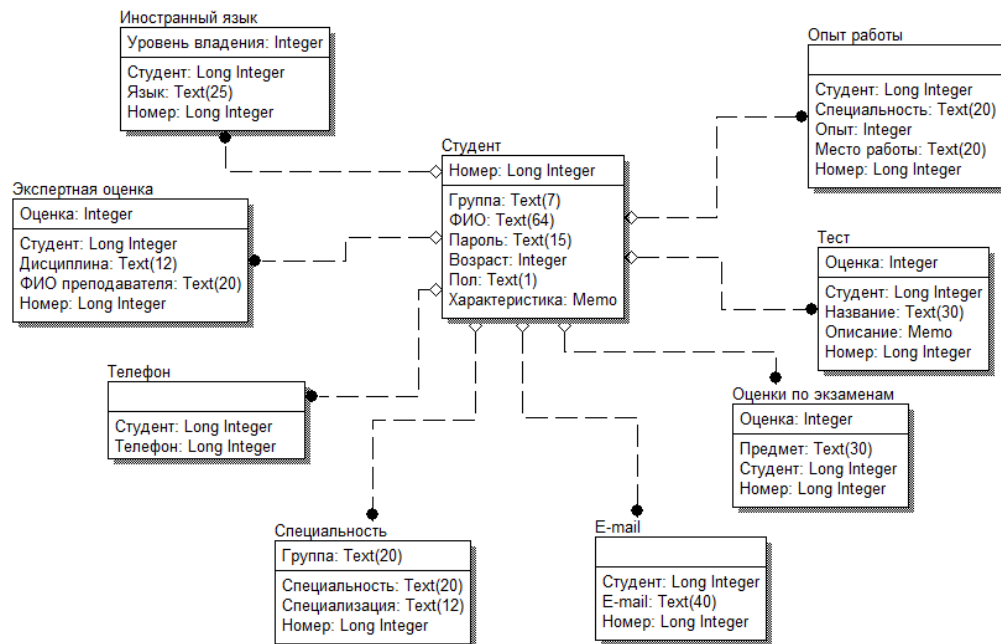 Иностранный язык
Уровень владения: Integer
Студент: Long Integer
Язык: Text(25)
Номер: Long Integer
Опыт работы
Студент: Long Integer
Специальность: Text(20)
Опыт: Integer
Место работы: Text(20)
Номер: Long Integer
Студент
Номер: Long Integer
Группа: Text(7)
ФИО: Text(64)
Пароль: Text(15)
Возраст: Integer
Пол: Text(1)
Характеристика: Memo
Экспертная оценка
Оценка: Integer
Студент: Long Integer
Дисциплина: Text(12)
ФИО преподавателя: Text(20)
Номер: Long Integer
Тест
Оценка: Integer
Студент: Long Integer
Название: Text(30)
Описание: Memo
Номер: Long Integer
Телефон
Студент: Long Integer
Телефон: Long Integer
Оценки по экзаменам
Оценка: Integer
Предмет: Text(30)
Студент: Long Integer
Номер: Long Integer
Специальность
Группа: Text(20)
Специальность: Text(20)
Специализация: Text(12)
Номер: Long Integer
E-mail
Студент: Long Integer
E-mail: Text(40)
Номер: Long Integer